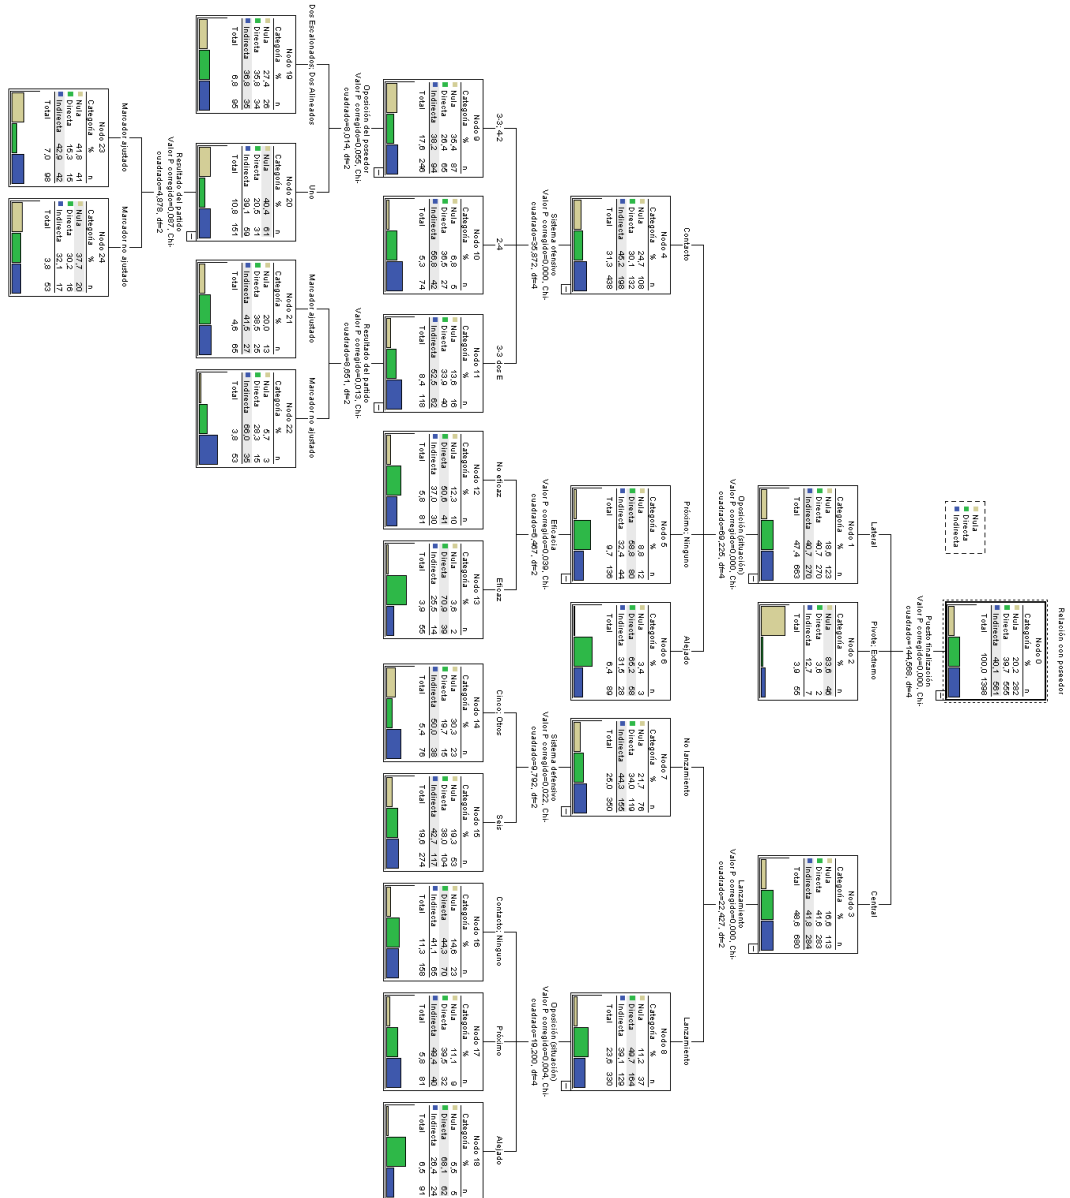 Relación con poseedor
Nodo 0
Categoría % n
Nula 20,2 282
Directa 39,7 555
Indirecta 40,1 561
Total 100,0 1398
Nula
Directa
Indirecta
Puesto finalización
Valor P corregido=0,000, Chi-
cuadrado=144,568, df=4
Lateral
Nodo 1
Categoría % n
Nula 18,6 123
Directa 40,7 270
Indirecta 40,7 270
Total 47,4 663
Pivote; Extremo
Nodo 2
Categoría % n
Nula 83,6 46
Directa 3,6 2
Indirecta 12,7 7
Total 3,9 55
Central
Nodo 3
Categoría % n
Nula 16,6 113
Directa 41,6 283
Indirecta 41,8 284
Total 48,6 680
Oposición (situación)
Valor P corregido=0,000, Chi-
cuadrado=69,225, df=4
Lanzamiento
Valor P corregido=0,000, Chi-
cuadrado=22,427, df=2
Contacto
Nodo 4
Categoría % n
Nula 24,7 108
Directa 30,1 132
Indirecta 45,2 198
Total 31,3 438
Próximo; Ninguno
Nodo 5
Categoría % n
Nula 8,8 12
Directa 58,8 80
Indirecta 32,4 44
Total 9,7 136
Alejado
Nodo 6
Categoría % n
Nula 3,4 3
Directa 65,2 58
Indirecta 31,5 28
Total 6,4 89
No lanzamiento
Nodo 7
Categoría % n
Nula 21,7 76
Directa 34,0 119
Indirecta 44,3 155
Total 25,0 350
Lanzamiento
Nodo 8
Categoría % n
Nula 11,2 37
Directa 49,7 164
Indirecta 39,1 129
Total 23,6 330
Sistema ofensivo
Valor P corregido=0,000, Chi-
cuadrado=35,872, df=4
Eficacia
Valor P corregido=0,039, Chi-
cuadrado=6,467, df=2
Sistema defensivo
Valor P corregido=0,022, Chi-
cuadrado=9,792, df=2
Oposición (situación)
Valor P corregido=0,004, Chi-
cuadrado=19,200, df=4
3-3; 4-2
Nodo 9
Categoría % n
Nula 35,4 87
Directa 26,4 65
Indirecta 38,2 94
Total 17,6 246
2-4
Nodo 10
Categoría % n
Nula 6,8 5
Directa 36,5 27
Indirecta 56,8 42
Total 5,3 74
3-3 dos E
Nodo 11
Categoría % n
Nula 13,6 16
Directa 33,9 40
Indirecta 52,5 62
Total 8,4 118
No eficaz
Nodo 12
Categoría % n
Nula 12,3 10
Directa 50,6 41
Indirecta 37,0 30
Total 5,8 81
Eficaz
Nodo 13
Categoría % n
Nula 3,6 2
Directa 70,9 39
Indirecta 25,5 14
Total 3,9 55
Cinco; Otros
Nodo 14
Categoría % n
Nula 30,3 23
Directa 19,7 15
Indirecta 50,0 38
Total 5,4 76
Seis
Nodo 15
Categoría % n
Nula 19,3 53
Directa 38,0 104
Indirecta 42,7 117
Total 19,6 274
Contacto; Ninguno
Nodo 16
Categoría % n
Nula 14,6 23
Directa 44,3 70
Indirecta 41,1 65
Total 11,3 158
Próximo
Nodo 17
Categoría % n
Nula 11,1 9
Directa 39,5 32
Indirecta 49,4 40
Total 5,8 81
Alejado
Nodo 18
Categoría % n
Nula 5,5 5
Directa 68,1 62
Indirecta 26,4 24
Total 6,5 91
Oposición del poseedor
Valor P corregido=0,055, Chi-
cuadrado=8,014, df=2
Resultado del partido
Valor P corregido=0,013, Chi-
cuadrado=8,651, df=2
Dos Escalonados; Dos Alineados
Nodo 19
Categoría % n
Nula 27,4 26
Directa 35,8 34
Indirecta 36,8 35
Total 6,8 95
Uno
Nodo 20
Categoría % n
Nula 40,4 61
Directa 20,5 31
Indirecta 39,1 59
Total 10,8 151
Marcador ajustado
Nodo 21
Categoría % n
Nula 20,0 13
Directa 38,5 25
Indirecta 41,5 27
Total 4,6 65
Marcador no ajustado
Nodo 22
Categoría % n
Nula 5,7 3
Directa 28,3 15
Indirecta 66,0 35
Total 3,8 53
Resultado del partido
Valor P corregido=0,087, Chi-
cuadrado=4,878, df=2
Marcador ajustado
Nodo 23
Categoría % n
Nula 41,8 41
Directa 15,3 15
Indirecta 42,9 42
Total 7,0 98
Marcador no ajustado
Nodo 24
Categoría % n
Nula 37,7 20
Directa 30,2 16
Indirecta 32,1 17
Total 3,8 53